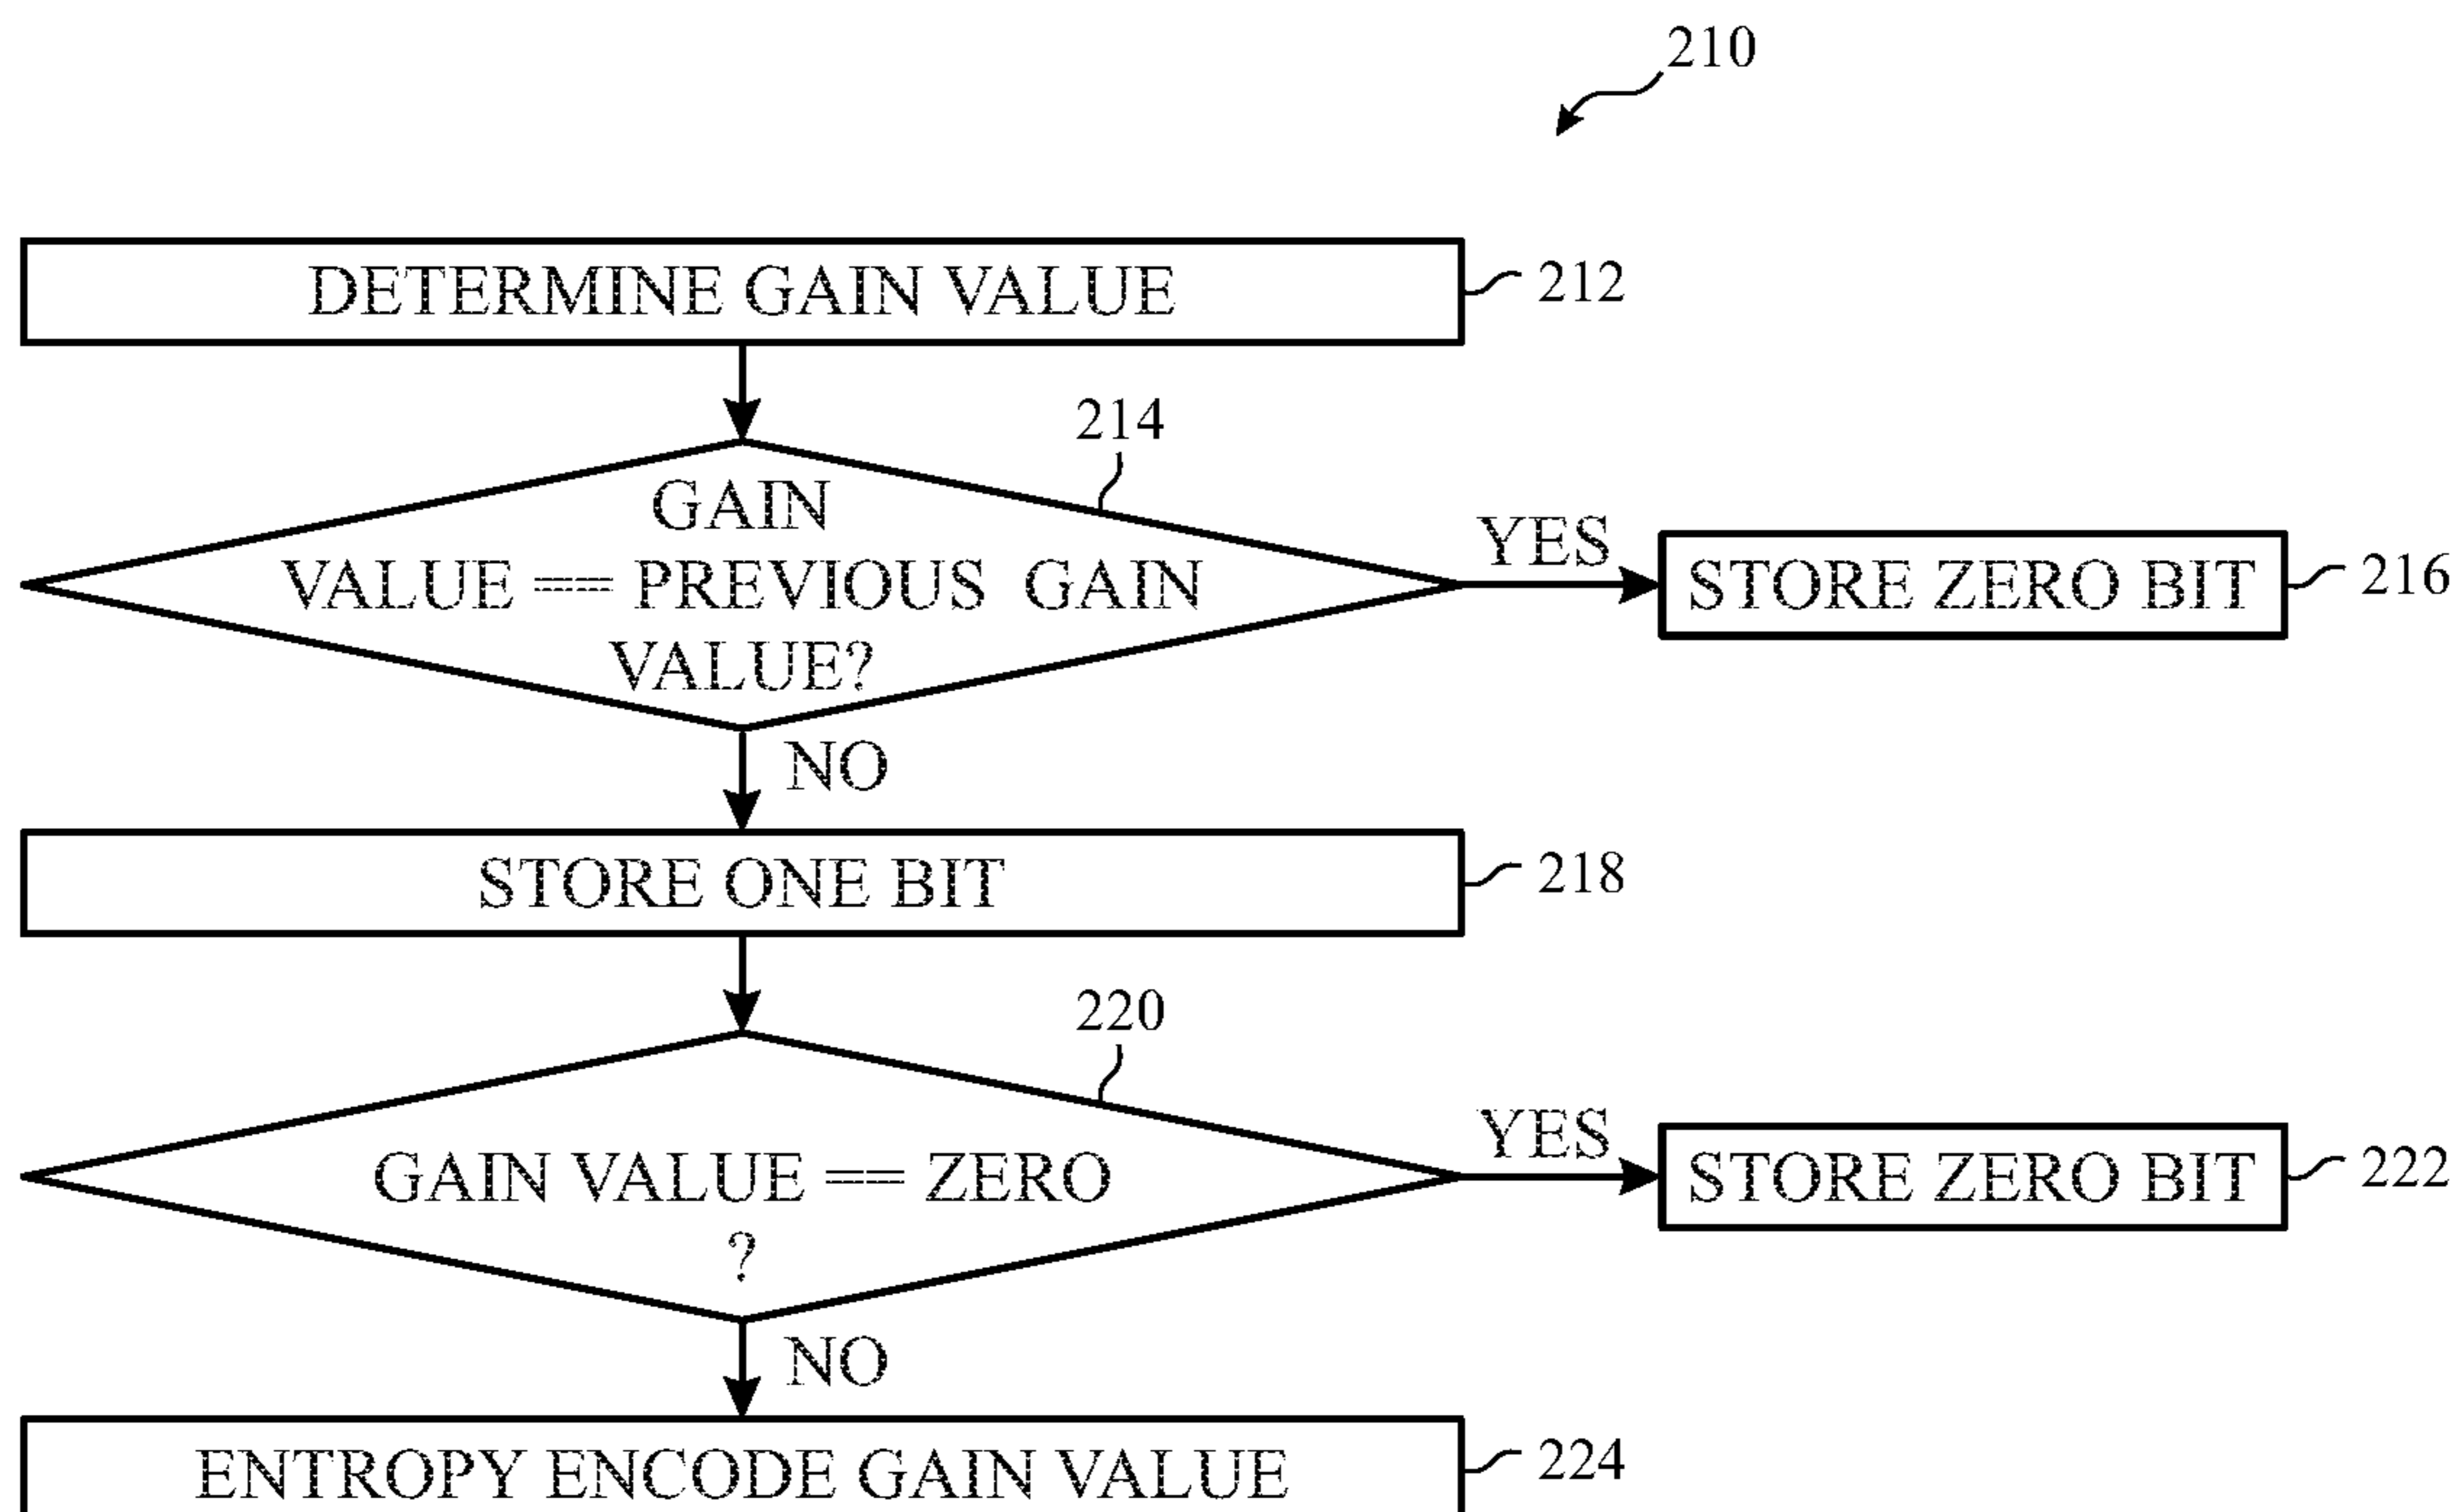 210
DETERMINE GAIN VALUE
212
214
GAIN
VALUE == PREVIOUS GAIN
VALUE?
YES
STORE ZERO BIT
216
NO
STORE ONE BIT
218
220
GAIN VALUE == ZERO
?
YES
STORE ZERO BIT
222
NO
ENTROPY ENCODE GAIN VALUE
224